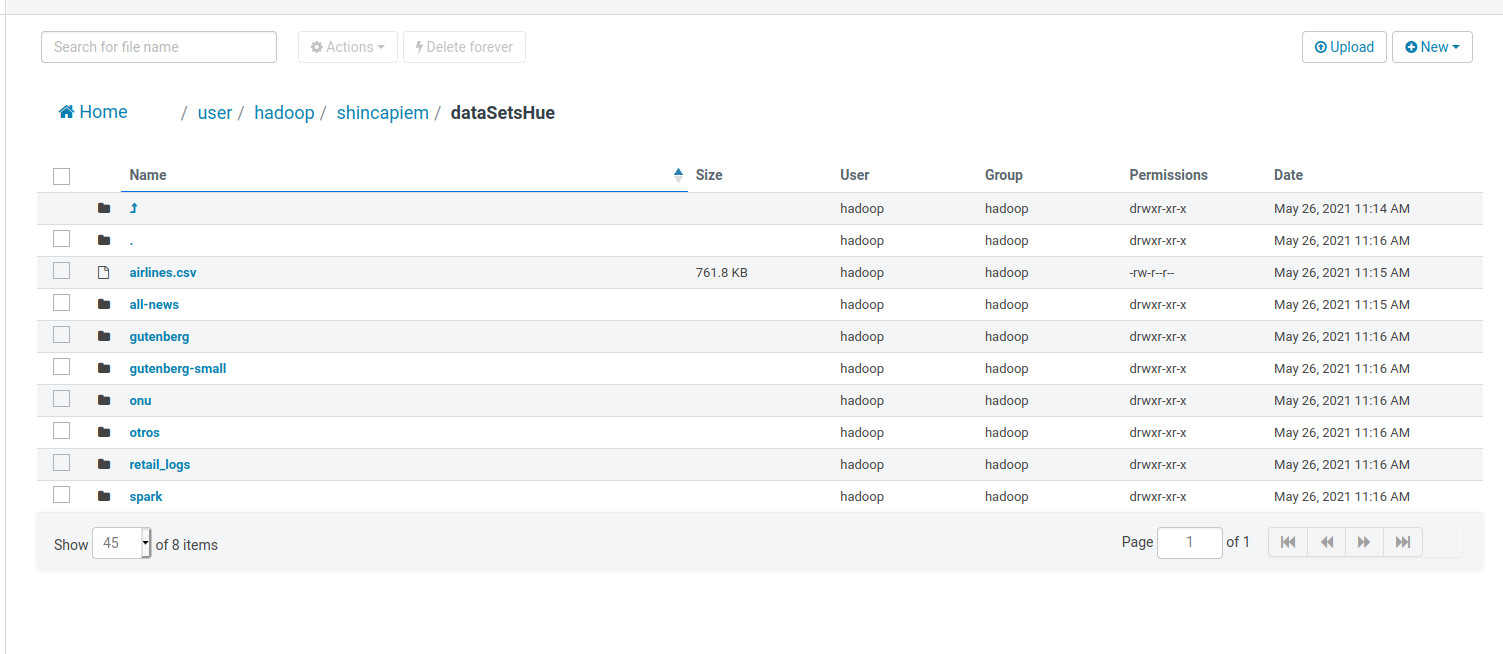 Search for file name Actions Delete forever Upload New
Home / user / hadoop / shincapiem / dataSetsHue
Name Size User Group Permissions Date
hadoop hadoop drwxr-xr-x May 26, 2021 11:14 AM
. hadoop hadoop drwxr-xr-x May 26, 2021 11:16 AM
airlines.csv 761.8 KB hadoop hadoop -rw-r--r-- May 26, 2021 11:15 AM
all-news hadoop hadoop drwxr-xr-x May 26, 2021 11:15 AM
gutenberg hadoop hadoop drwxr-xr-x May 26, 2021 11:16 AM
gutenberg-small hadoop hadoop drwxr-xr-x May 26, 2021 11:16 AM
onu hadoop hadoop drwxr-xr-x May 26, 2021 11:16 AM
otros hadoop hadoop drwxr-xr-x May 26, 2021 11:16 AM
retail_logs hadoop hadoop drwxr-xr-x May 26, 2021 11:16 AM
spark hadoop hadoop drwxr-xr-x May 26, 2021 11:16 AM
Show 45 of 8 items Page 1 of 1